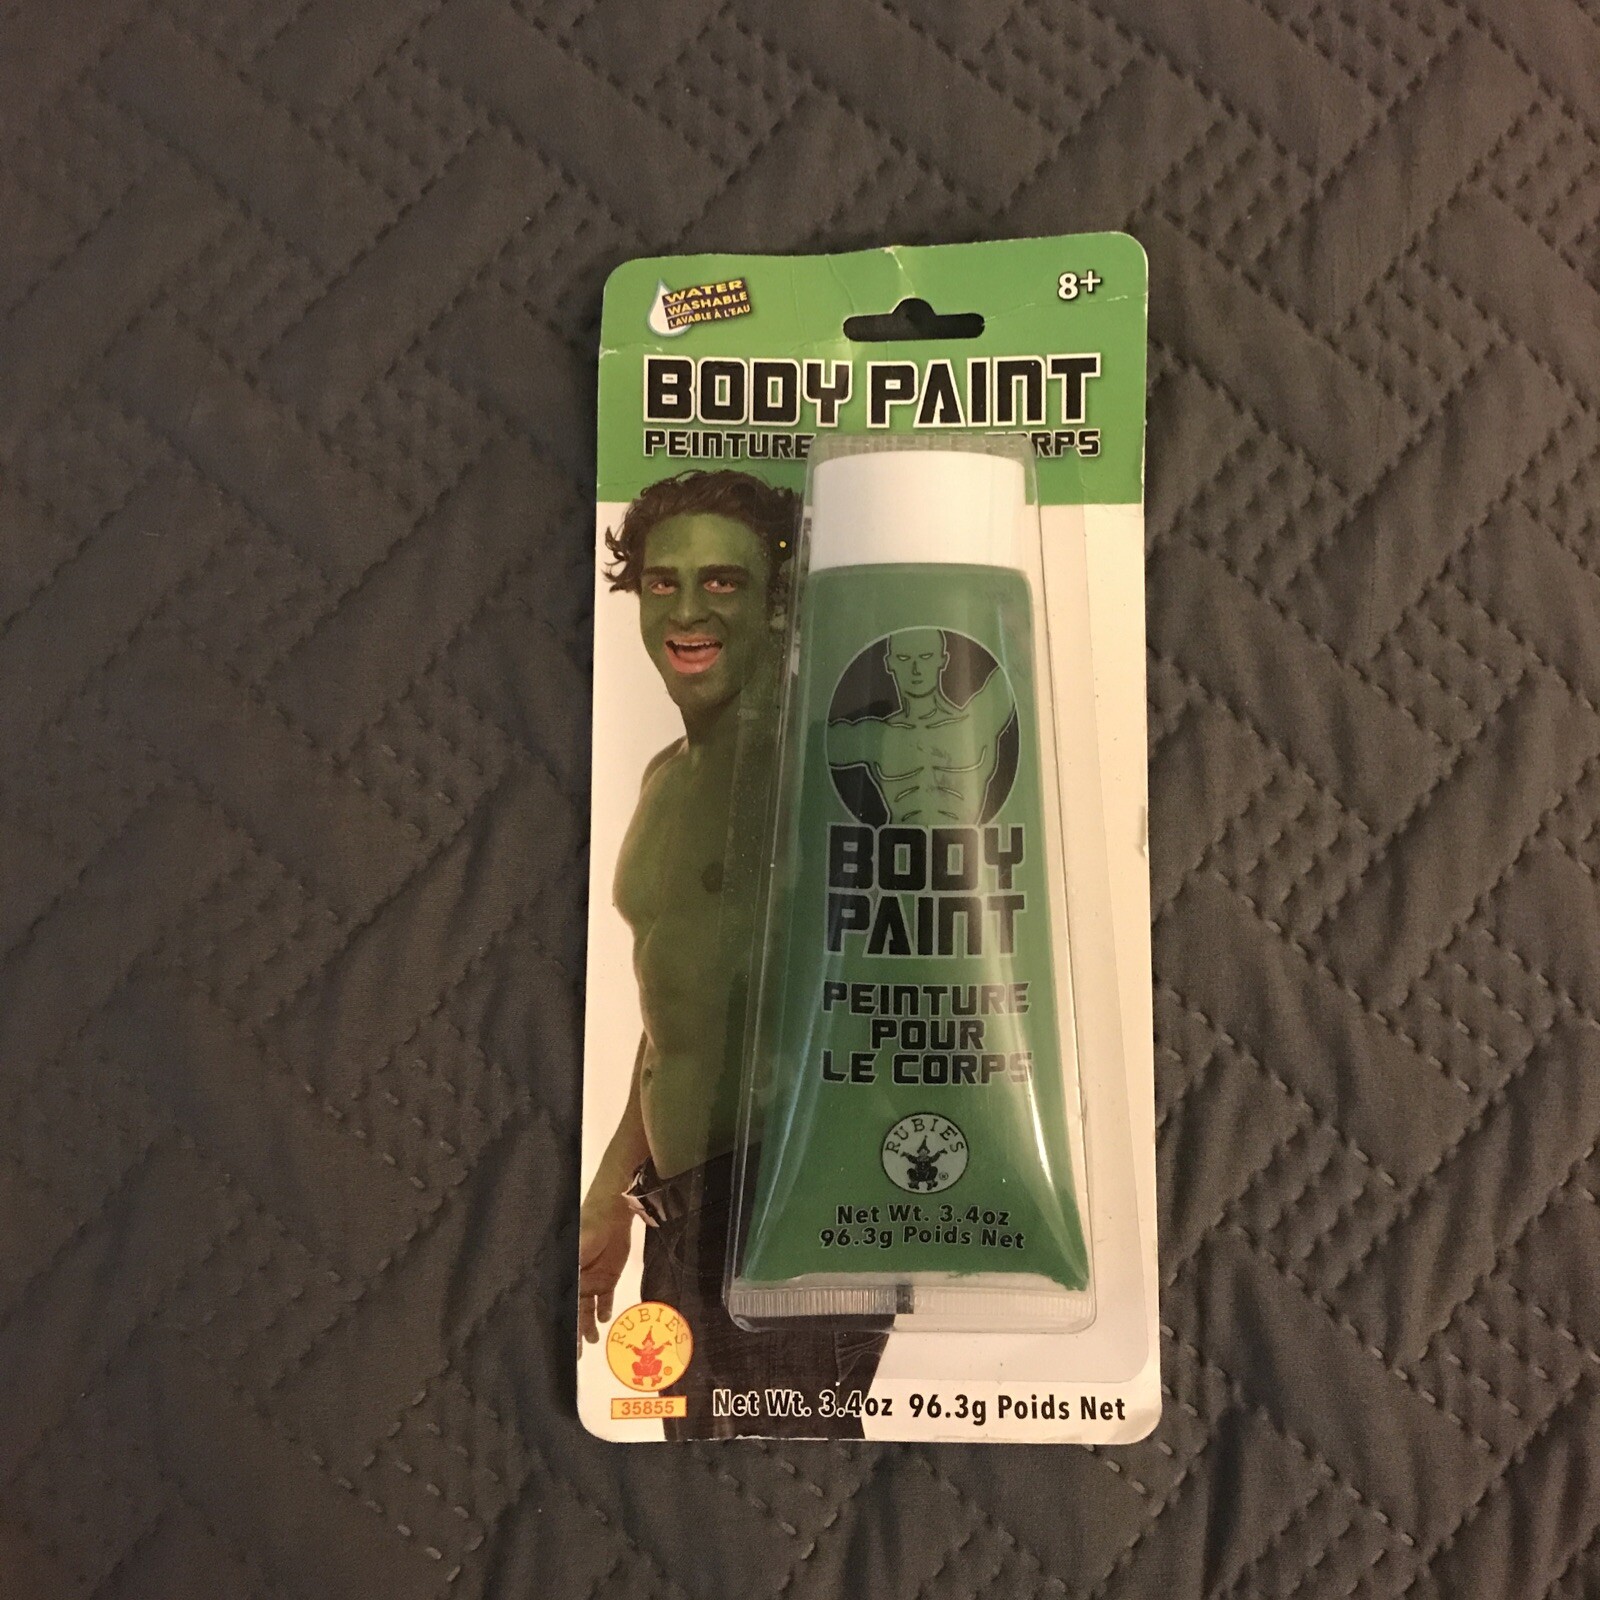 WATER
WASHABLE
LAVABLE À L'EAU
8+
BODY PAINT
PEINTURE
BODY
PAINT
PEINTURE
POUR
LE CORPS
RUBIES
®
Net Wt. 3.4oz
96.3g Poids Net
RUBIES
®
35855
Net Wt. 3.4oz 96.3g Poids Net